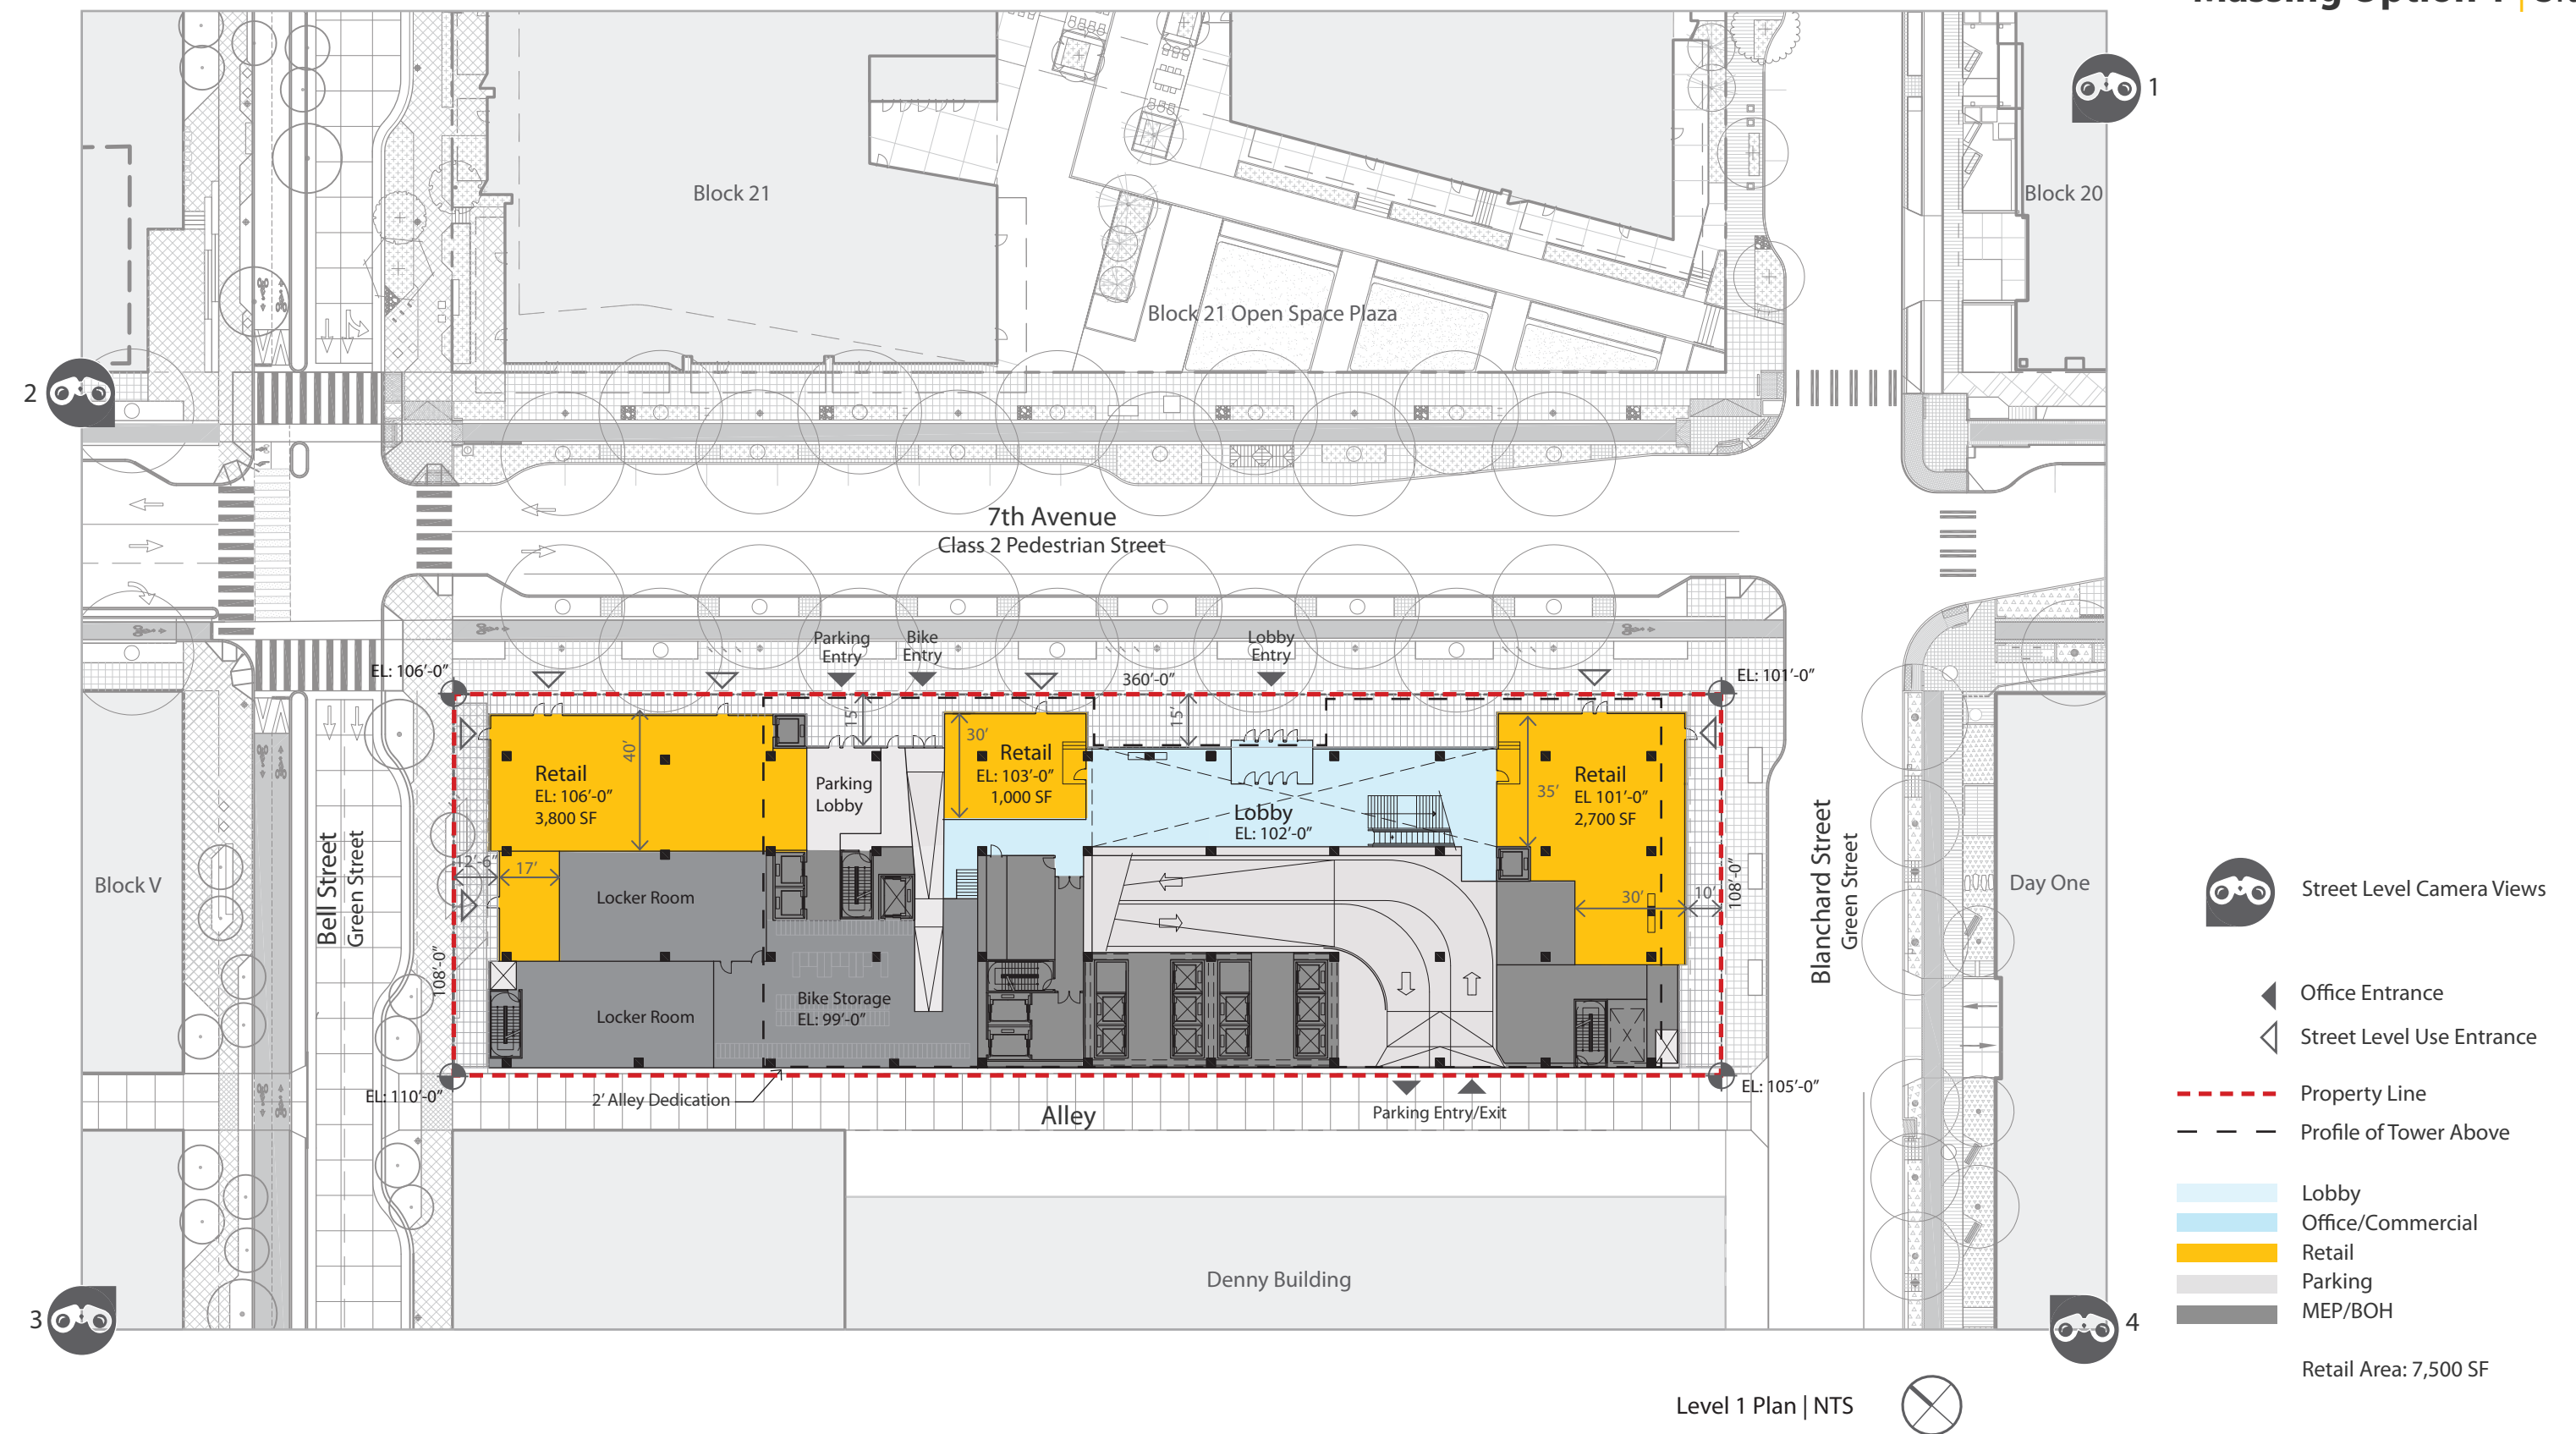 Massing Option 1 |
1
Block 21
Block 20
Block 21 Open Space Plaza
2
7th Avenue
Class 2 Pedestrian Street
Parking
Entry
Bike
Entry
Lobby
Entry
EL: 106'-0"
360'-0"
EL: 101'-0"
15'
15'
40'
30'
Retail
EL: 106'-0"
3,800 SF
Parking
Lobby
Retail
EL: 103'-0"
1,000 SF
Lobby
EL: 102'-0"
35'
Retail
EL 101'-0"
2,700 SF
12'-6"
17'
30'
10'
108'-0"
Block V
Bell Street
Green Street
Locker Room
Blanchard Street
Green Street
Day One
108'-0"
Locker Room
Bike Storage
EL: 99'-0"
EL: 110'-0"
2' Alley Dedication
Alley
Parking Entry/Exit
EL: 105'-0"
Denny Building
3
4
Street Level Camera Views
Office Entrance
Street Level Use Entrance
Property Line
Profile of Tower Above
Lobby
Office/Commercial
Retail
Parking
MEP/BOH
Retail Area: 7,500 SF
Level 1 Plan | NTS